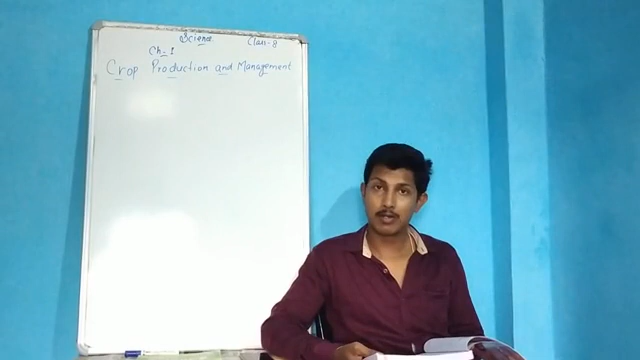 Science
Class-8
Ch-1
Crop Production and Management